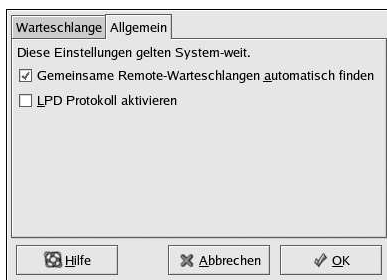 Warteschlange Allgemein
Diese Einstellungen gelten System-weit.
Gemeinsame Remote-Warteschlangen automatisch finden
LPD Protokoll aktivieren
Hilfe Abbrechen OK